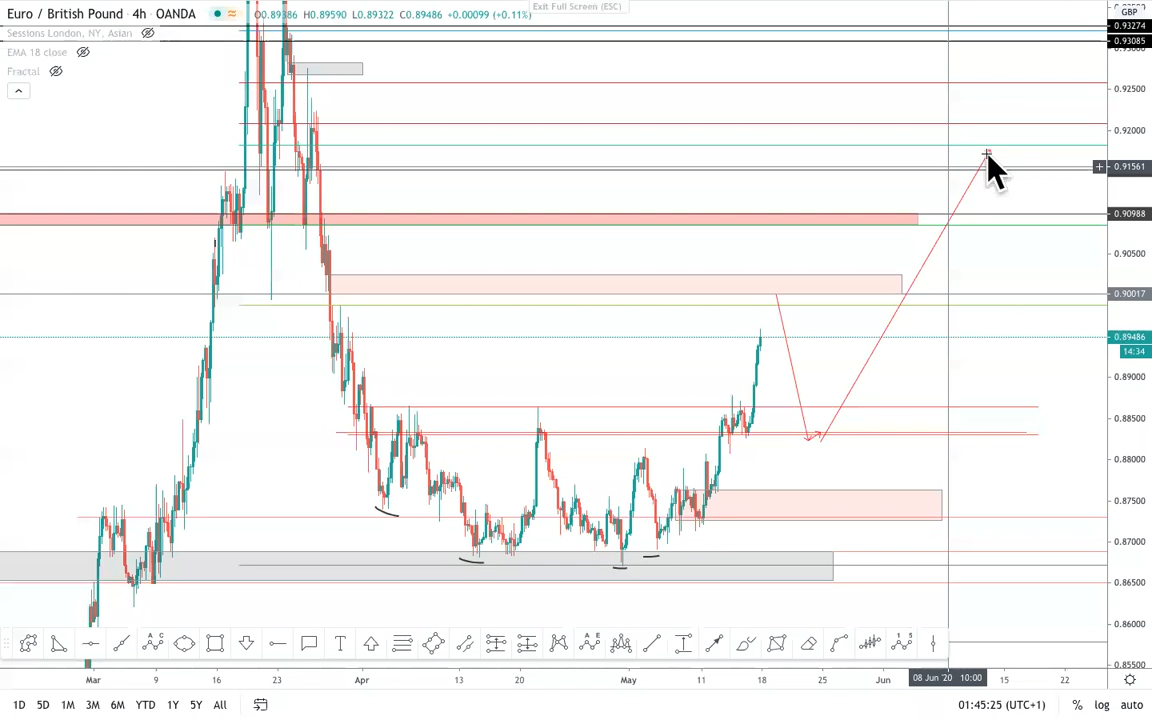 Euro / British Pound · 4h · OANDA
O0.89386 H0.89590 L0.89322 C0.89486 +0.00099 (+0.11%)
Exit Full Screen (ESC)
GBP
Sessions London, NY, Asian
EMA 18 close
Fractal
0.93274
0.93085
0.92500
0.92000
0.91561
0.90988
0.90500
0.90017
0.89486
14:34
0.89000
0.88500
0.88000
0.87500
0.87000
0.86500
0.86000
0.85500
A C
A E
1 5
Mar 9 16 23 Apr 13 20 May 11 18 25 Jun 08 Jun '20 10:00 15 22
1D 5D 1M 3M 6M YTD 1Y 5Y All
01:45:25 (UTC+1) % log auto